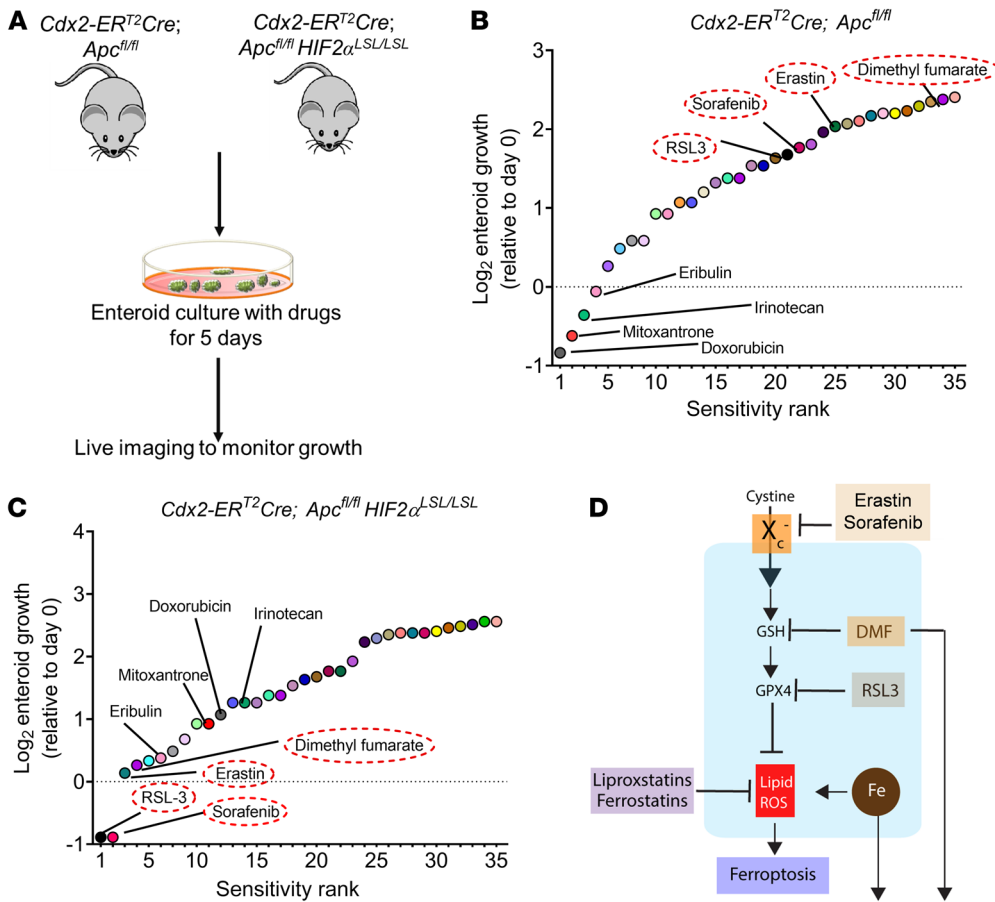 A
Cdx2-ER^T2Cre;
Apc^fl/fl
Cdx2-ER^T2Cre;
Apc^fl/fl HIF2α^LSL/LSL
Enteroid culture with drugs
for 5 days
Live imaging to monitor growth
B
Cdx2-ER^T2Cre; Apc^fl/fl
Log2 enteroid growth
(relative to day 0)
3
2
1
0
-1
Dimethyl fumarate
Erastin
Sorafenib
RSL3
Eribulin
Irinotecan
Mitoxantrone
Doxorubicin
1 5 10 15 20 25 30 35
Sensitivity rank
C
Cdx2-ER^T2Cre; Apc^fl/fl HIF2α^LSL/LSL
Log2 enteroid growth
(relative to day 0)
4
3
2
1
0
-1
Doxorubicin
Irinotecan
Mitoxantrone
Eribulin
Dimethyl fumarate
Erastin
RSL-3
Sorafenib
1 5 10 15 20 25 30 35
Sensitivity rank
D
Cystine
Xc-
Erastin
Sorafenib
GSH
DMF
GPX4
RSL3
Liproxstatins
Ferrostatins
Lipid
ROS
Fe
Ferroptosis